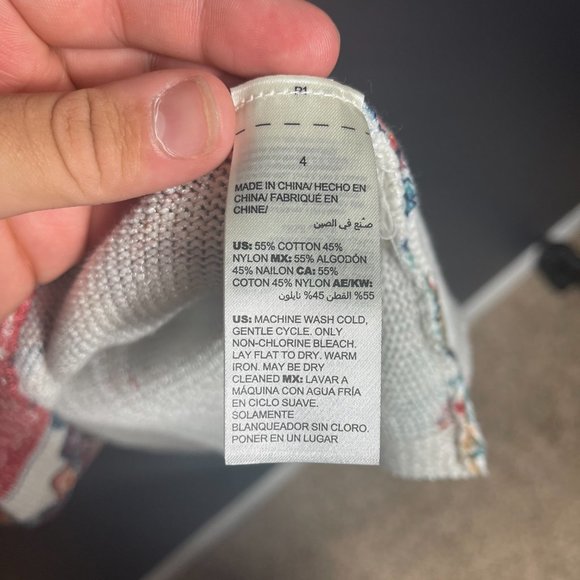 4
MADE IN CHINA/ HECHO EN
CHINA/ FABRIQUÉ EN
CHINE/
صنع في الصين
US: 55% COTTON 45%
NYLON MX: 55% ALGODÓN
45% NAILON CA: 55%
COTON 45% NYLON AE/KW:
55% القطن 45% نايلون
US: MACHINE WASH COLD,
GENTLE CYCLE. ONLY
NON-CHLORINE BLEACH.
LAY FLAT TO DRY. WARM
IRON. MAY BE DRY
CLEANED MX: LAVAR A
MÁQUINA CON AGUA FRÍA
EN CICLO SUAVE.
SOLAMENTE
BLANQUEADOR SIN CLORO.
PONER EN UN LUGAR